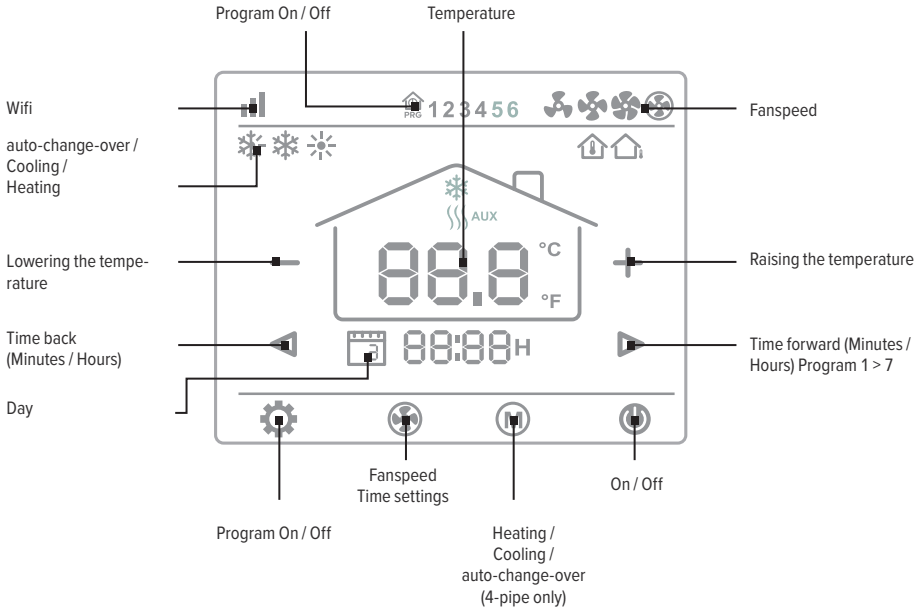 Program On / Off
Temperature
Wifi
PRG
1 2 3 4 5 6
Fanspeed
auto-change-over /
Cooling /
Heating
AUX
Lowering the tempe-
rature
88.8
°C
°F
Raising the temperature
Time back
(Minutes / Hours)
3
88:88H
Time forward (Minutes /
Hours) Program 1 > 7
Day
M
Fanspeed
Time settings
On / Off
Program On / Off
Heating /
Cooling /
auto-change-over
(4-pipe only)